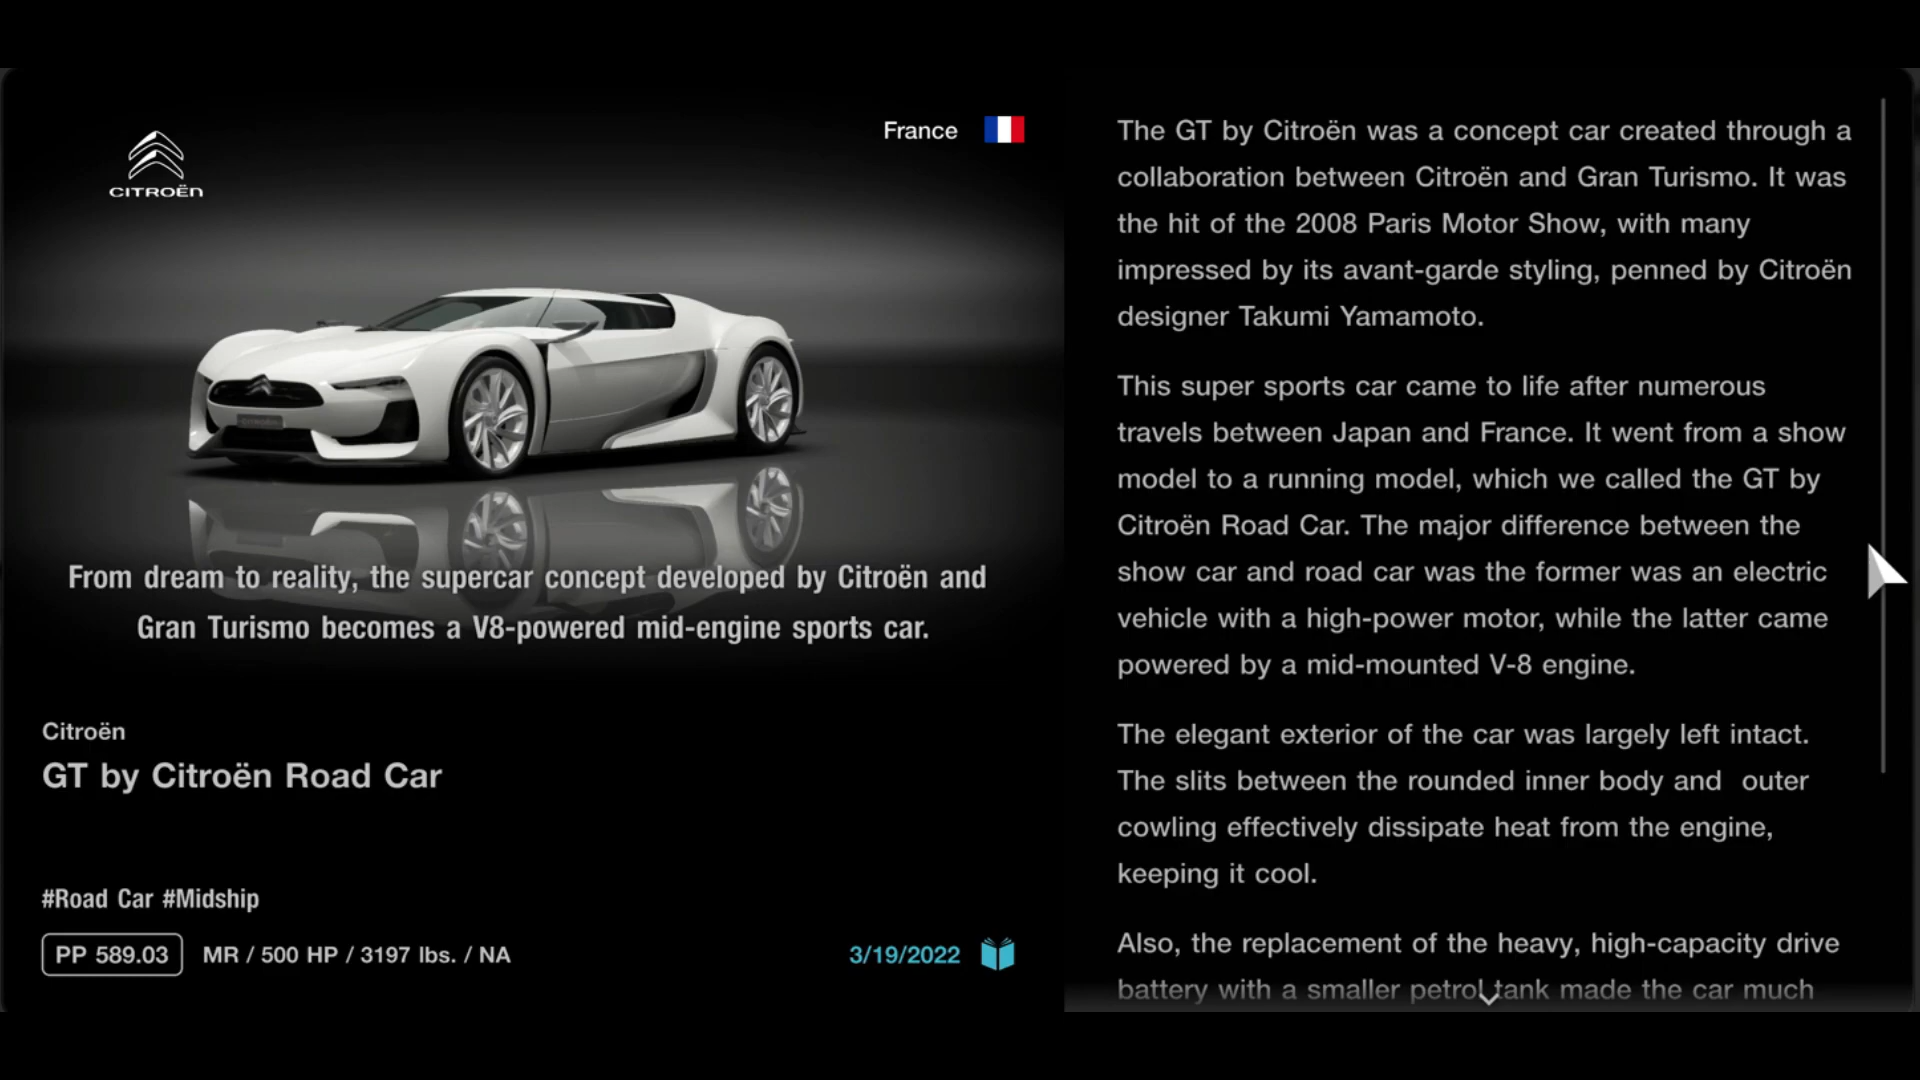 CITROËN
France
CITROËN
From dream to reality, the supercar concept developed by Citroën and
Gran Turismo becomes a V8-powered mid-engine sports car.
Citroën
GT by Citroën Road Car
#Road Car #Midship
PP 589.03
MR / 500 HP / 3197 lbs. / NA
3/19/2022
The GT by Citroën was a concept car created through a
collaboration between Citroën and Gran Turismo. It was
the hit of the 2008 Paris Motor Show, with many
impressed by its avant-garde styling, penned by Citroën
designer Takumi Yamamoto.
This super sports car came to life after numerous
travels between Japan and France. It went from a show
model to a running model, which we called the GT by
Citroën Road Car. The major difference between the
show car and road car was the former was an electric
vehicle with a high-power motor, while the latter came
powered by a mid-mounted V-8 engine.
The elegant exterior of the car was largely left intact.
The slits between the rounded inner body and  outer
cowling effectively dissipate heat from the engine,
keeping it cool.
Also, the replacement of the heavy, high-capacity drive
battery with a smaller petrol tank made the car much